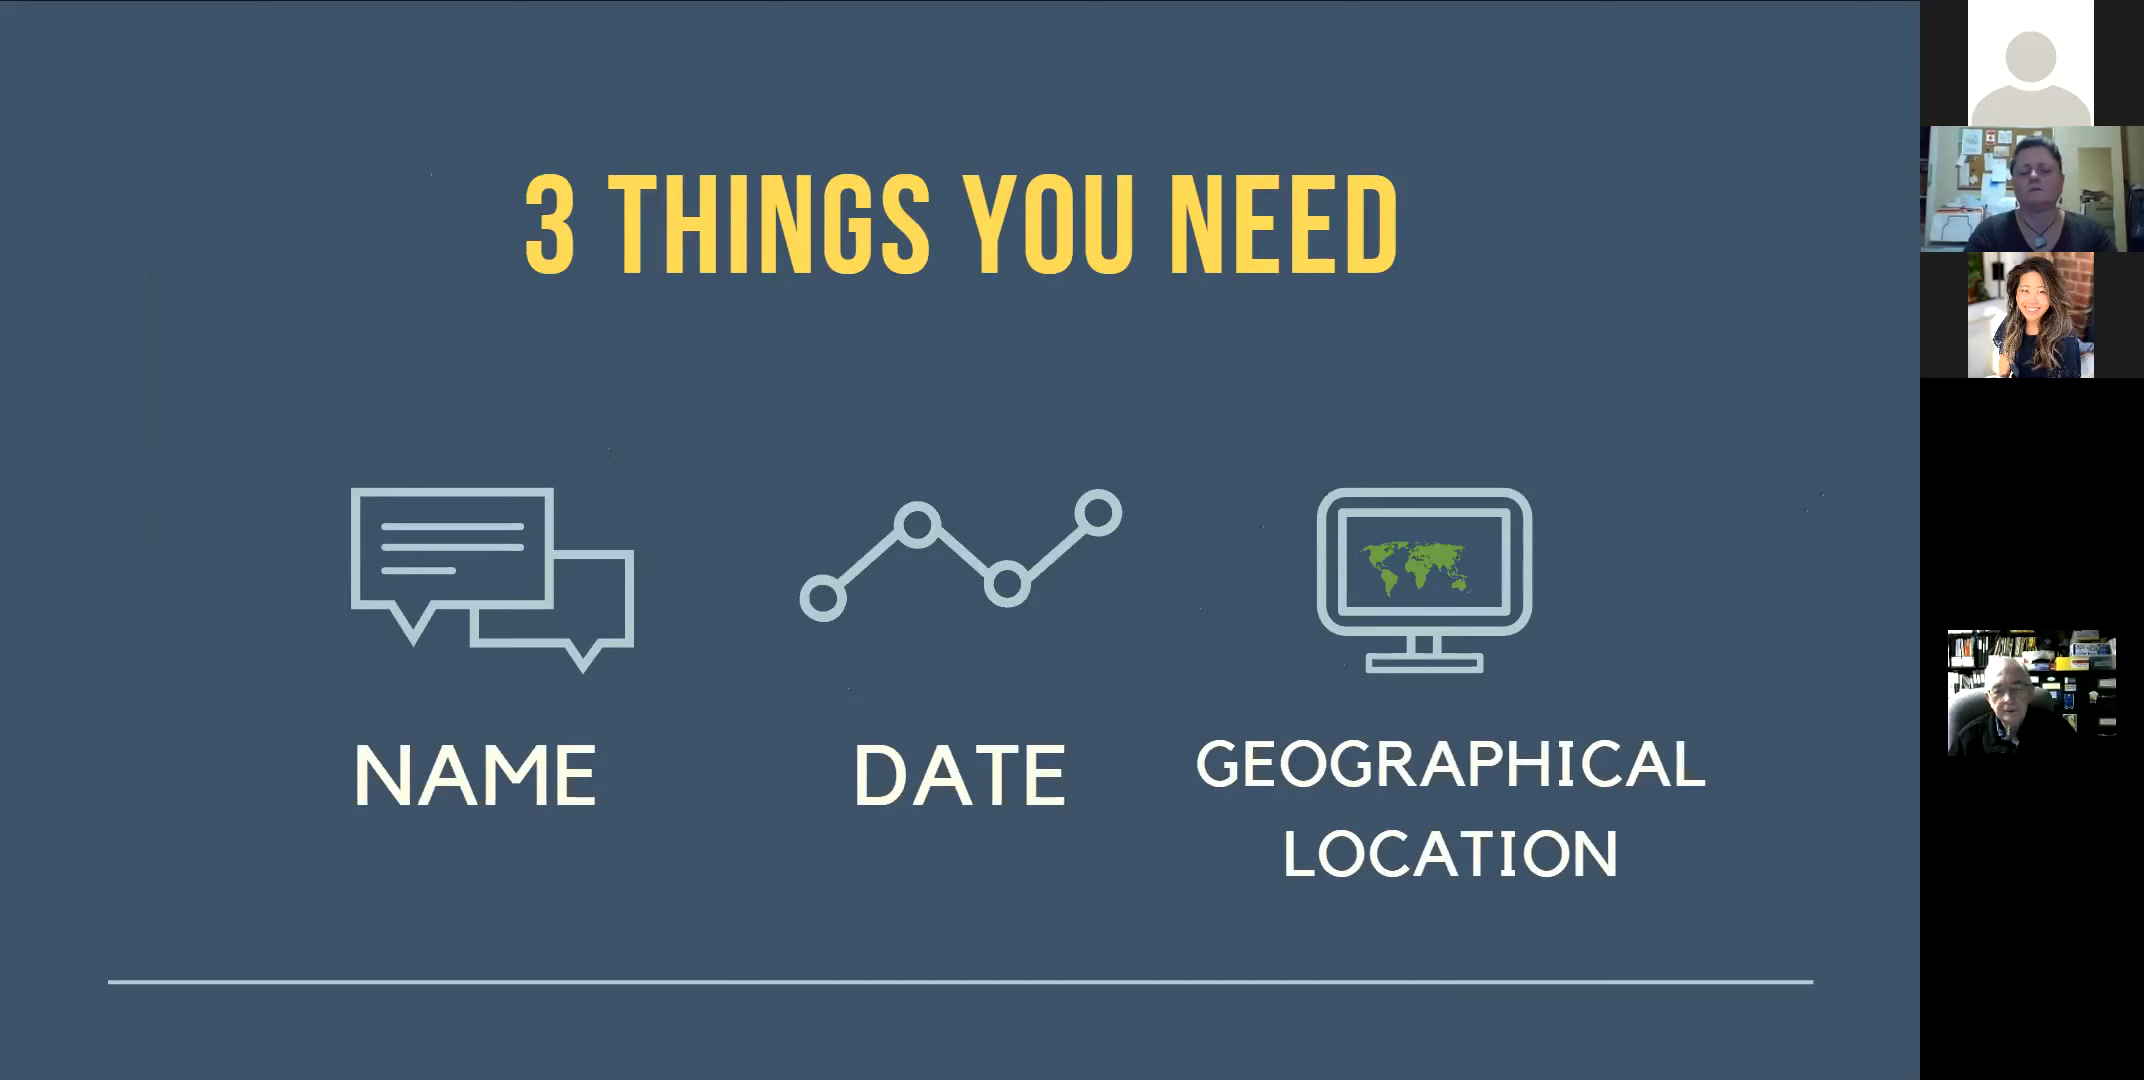 3 THINGS YOU NEED
NAME
DATE
GEOGRAPHICAL
LOCATION